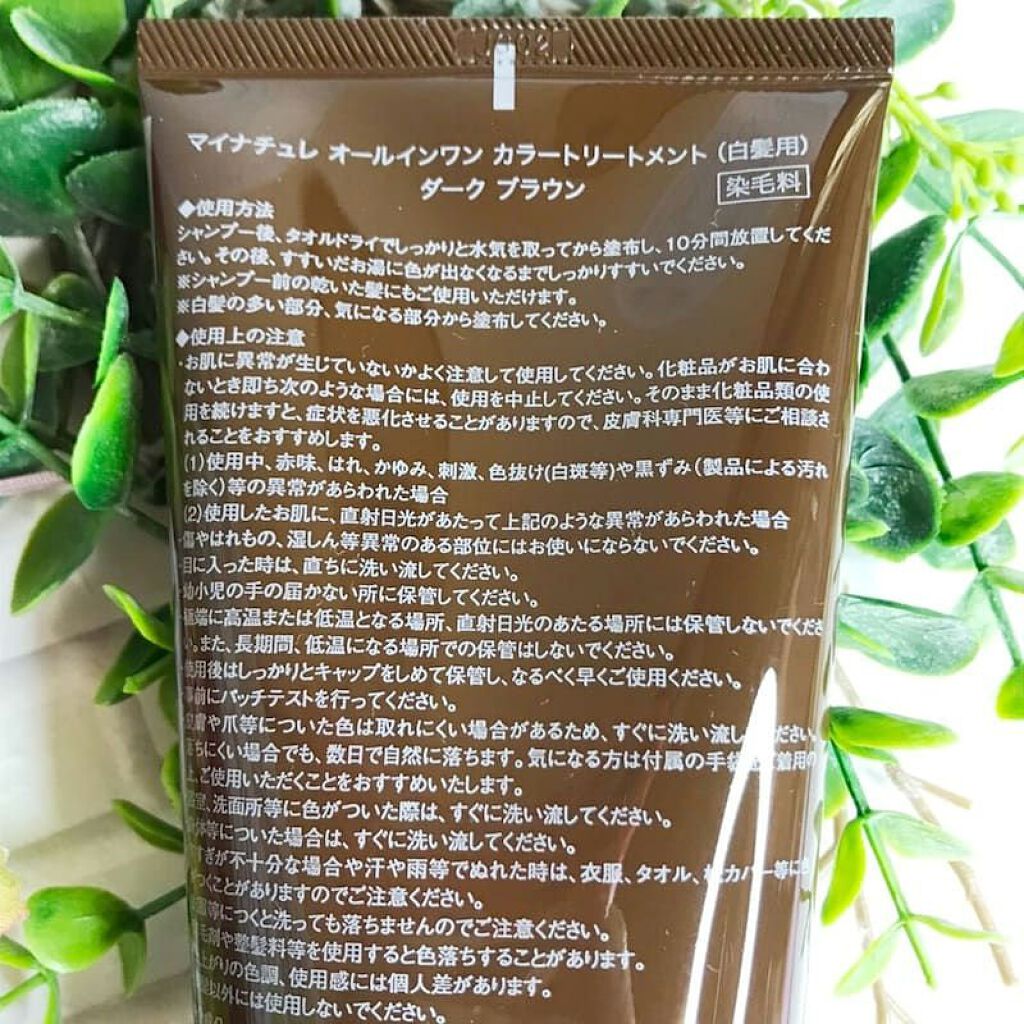 マイナチュレ オールインワン カラートリートメント(白髪用)
ダーク ブラウン 染毛料
◆使用方法
シャンプー後、タオルドライでしっかりと水気を取ってから塗布し、10分間放置してくだ
さい。その後、すすいだお湯に色が出なくなるまでしっかりすすいでください。
※シャンプー前の乾いた髪にもご使用いただけます。
※白髪の多い部分、気になる部分から塗布してください。
◆使用上の注意
・お肌に異常が生じていないかよく注意して使用してください。化粧品がお肌に合わ
ないとき即ち次のような場合には、使用を中止してください。そのまま化粧品類の使
用を続けますと、症状を悪化させることがありますので、皮膚科専門医等にご相談さ
れることをおすすめします。
(1)使用中、赤味、はれ、かゆみ、刺激、色抜け(白斑等)や黒ずみ(製品による汚れ
を除く)等の異常があらわれた場合
(2)使用したお肌に、直射日光があたって上記のような異常があらわれた場合
・傷やはれもの、湿しん等異常のある部位にはお使いにならないでください。
目に入った時は、直ちに洗い流してください。
幼小児の手の届かない所に保管してください。
極端に高温または低温となる場所、直射日光のあたる場所には保管しないでくださ
い。また、長期間、低温になる場所での保管はしないでください。
使用後はしっかりとキャップをしめて保管し、なるべく早くご使用ください。
事前にパッチテストを行ってください。
皮膚や爪等についた色は取れにくい場合があるため、すぐに洗い流してください。
落ちにくい場合でも、数日で自然に落ちます。気になる方は付属の手袋をご着用の
上、ご使用いただくことをおすすめいたします。
、洗面所等に色がついた際は、すぐに洗い流してください。
等についた場合は、すぐに洗い流してください。
すぎが不十分な場合や汗や雨等でぬれた時は、衣服、タオル、枕カバー等に色
つくことがありますのでご注意ください。
等につくと洗っても落ちませんのでご注意ください。
毛剤や整髪料等を使用すると色落ちすることがあります。
上がりの色調、使用感には個人差があります。
以外には使用しないでください。